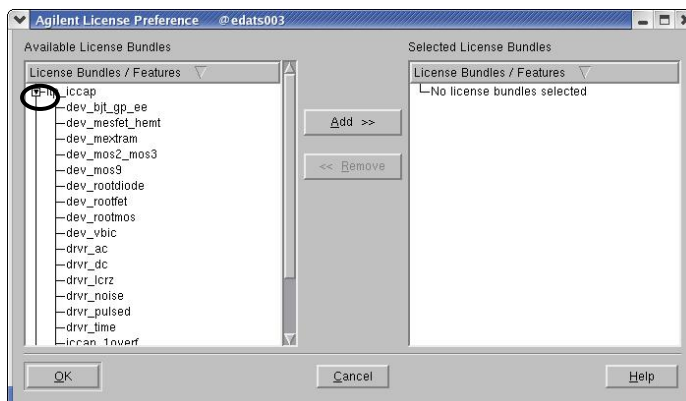 Agilent License Preference @edats003
Available License Bundles
License Bundles / Features
ltp_iccap
dev_bjt_gp_ee
dev_mesfet_hemt
dev_mextram
dev_mos2_mos3
dev_mos9
dev_rootdiode
dev_rootfet
dev_rootmos
dev_vbic
drvr_ac
drvr_dc
drvr_lcrz
drvr_noise
drvr_pulsed
drvr_time
iccap_1overf
Add >>
<< Remove
Selected License Bundles
License Bundles / Features
No license bundles selected
OK
Cancel
Help